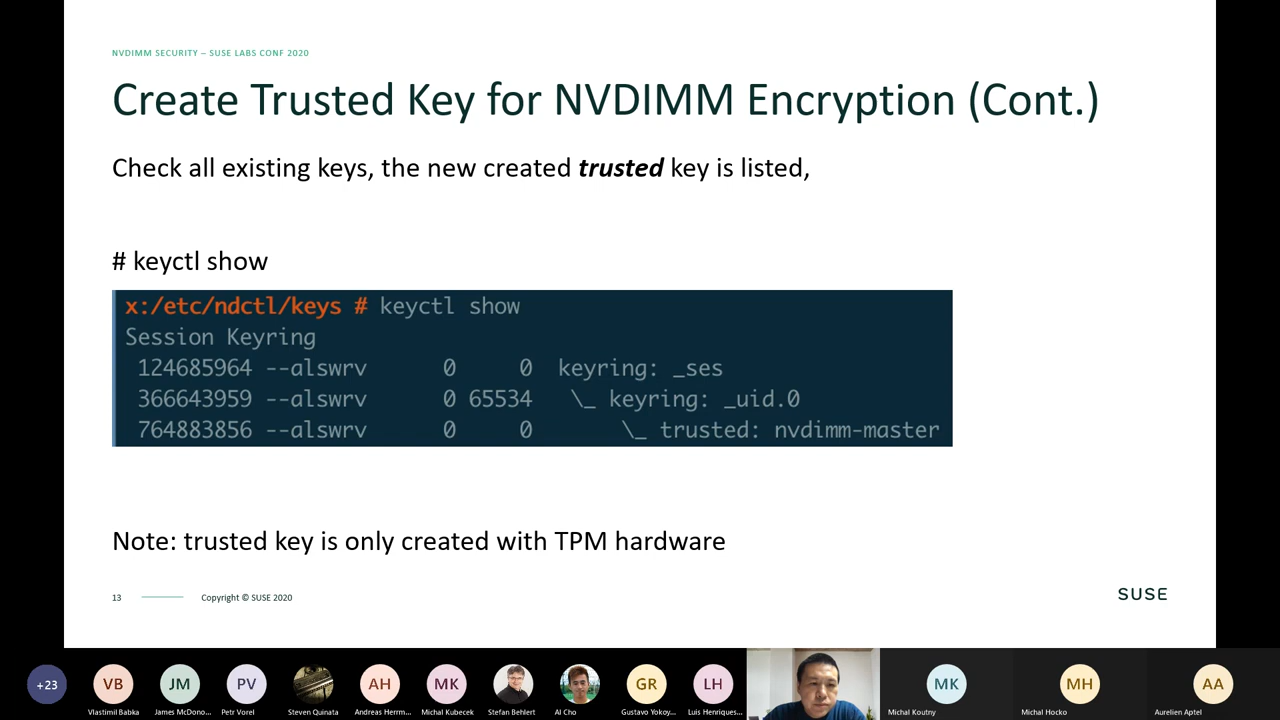 NVDIMM SECURITY – SUSE LABS CONF 2020
Create Trusted Key for NVDIMM Encryption (Cont.)
Check all existing keys, the new created trusted key is listed,
# keyctl show
x:/etc/ndctl/keys # keyctl show
Session Keyring
124685964 --alswrv 0 0 keyring: _ses
366643959 --alswrv 0 65534 \_ keyring: _uid.0
764883856 --alswrv 0 0 \_ trusted: nvdimm-master
Note: trusted key is only created with TPM hardware
13 Copyright © SUSE 2020
SUSE
+23 VB JM PV AH MK GR LH MK MH AA
Vlastimil Babka James McDono... Petr Vorel Steven Quinata Andreas Herrm... Michal Kubecek Stefan Behlert Al Cho Gustavo Yokoy... Luis Henriques... Michal Koutny Michal Hocko Aurelien Aptel